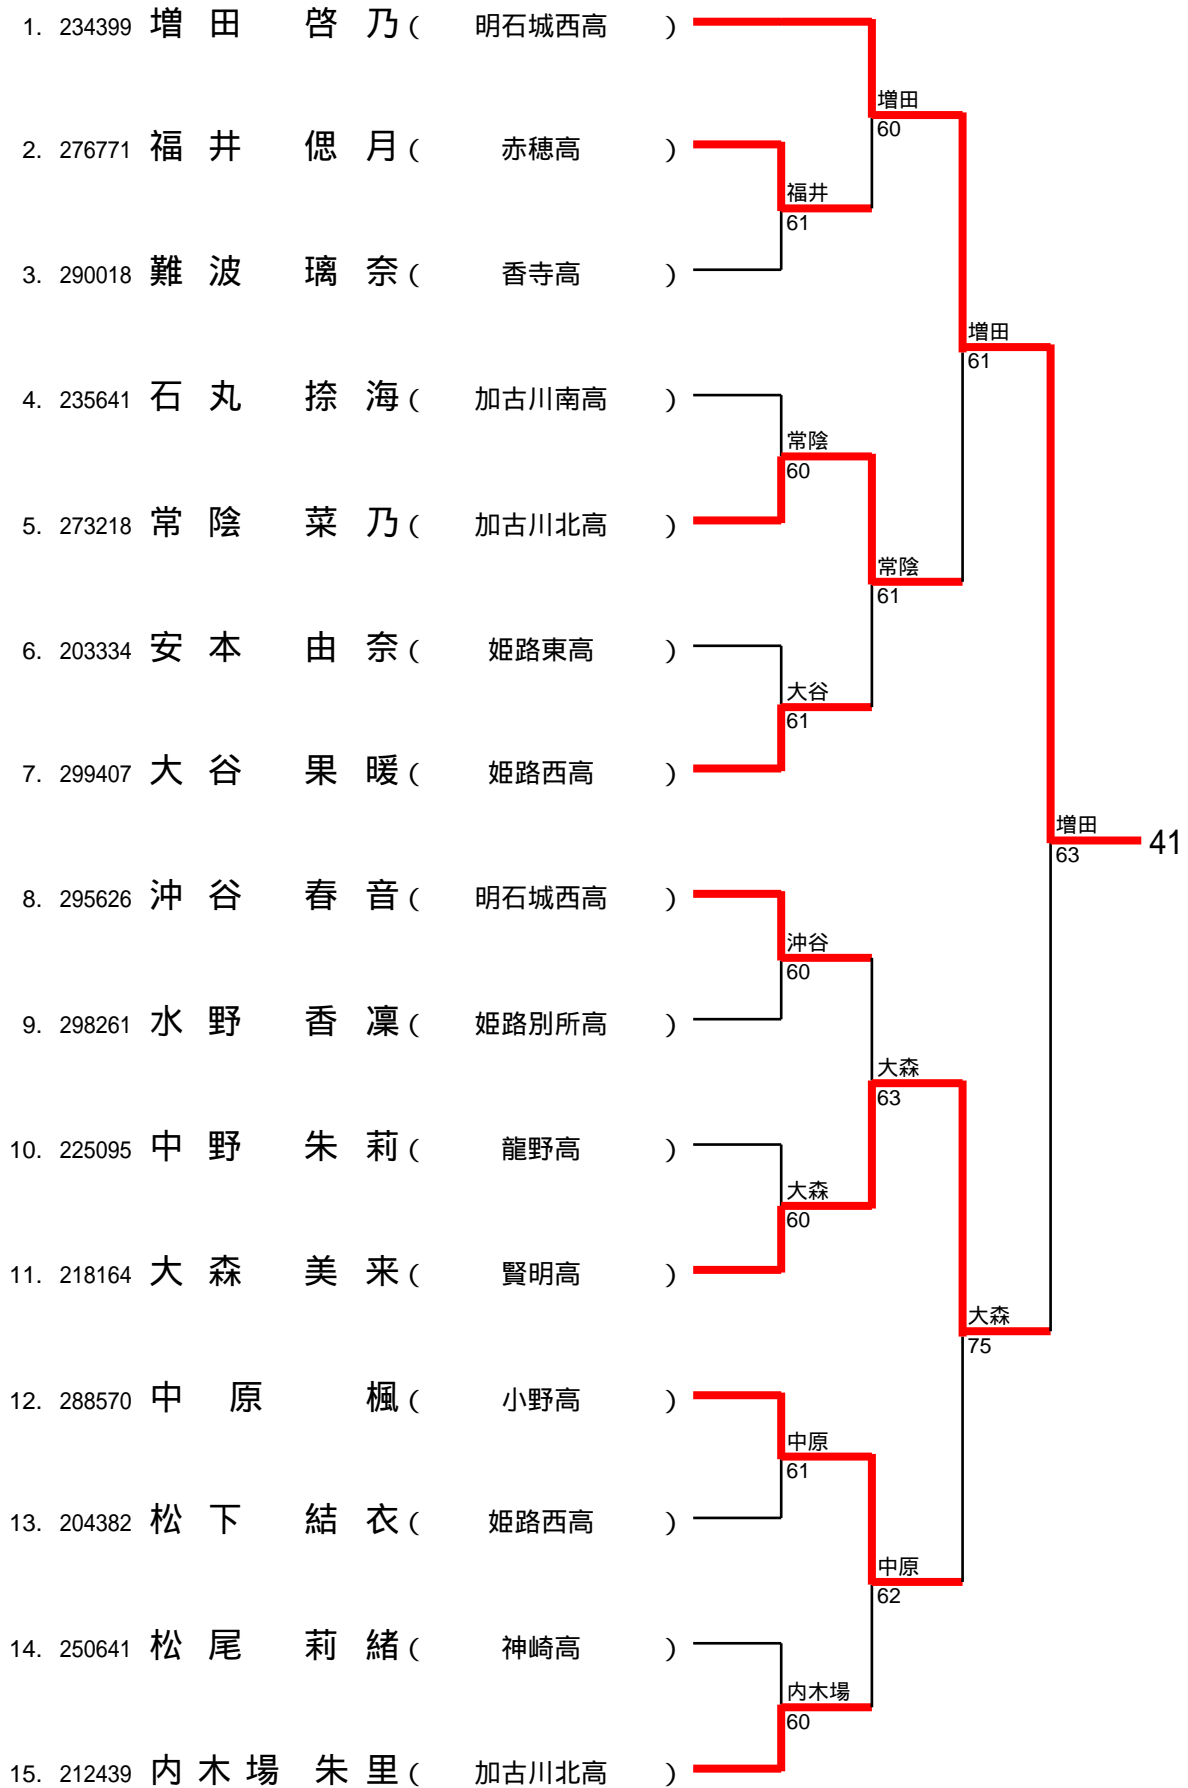 1. 234399 増田 啓乃 ( 明石城西高 )
増田
60
2. 276771 福井 偲月 ( 赤穂高 )
福井
61
3. 290018 難波 璃奈 ( 香寺高 )
増田
61
4. 235641 石丸 捺海 ( 加古川南高 )
常陰
60
5. 273218 常陰 菜乃 ( 加古川北高 )
常陰
61
6. 203334 安本 由奈 ( 姫路東高 )
大谷
61
7. 299407 大谷 果暖 ( 姫路西高 )
増田
63
41
8. 295626 沖谷 春音 ( 明石城西高 )
沖谷
60
9. 298261 水野 香凜 ( 姫路別所高 )
大森
63
10. 225095 中野 朱莉 ( 龍野高 )
大森
60
11. 218164 大森 美来 ( 賢明高 )
大森
75
12. 288570 中原 楓 ( 小野高 )
中原
61
13. 204382 松下 結衣 ( 姫路西高 )
中原
62
14. 250641 松尾 莉緒 ( 神崎高 )
内木場
60
15. 212439 内木場 朱里 ( 加古川北高 )